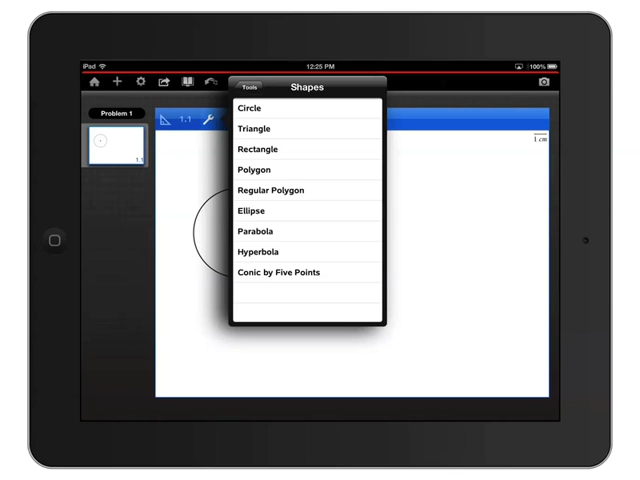 iPad 12:25 PM 100%
Tools Shapes
Problem 1
1.1
1.1
1 cm
Circle
Triangle
Rectangle
Polygon
Regular Polygon
Ellipse
Parabola
Hyperbola
Conic by Five Points